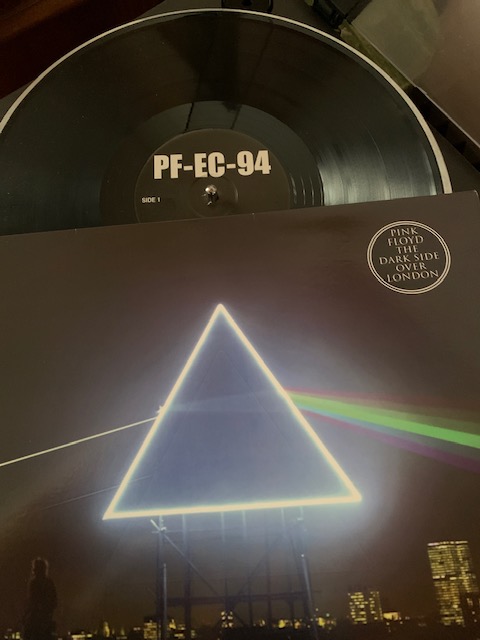 PF-EC-94
SIDE 1
PINK
FLOYD
THE
DARK SIDE
OVER
LONDON